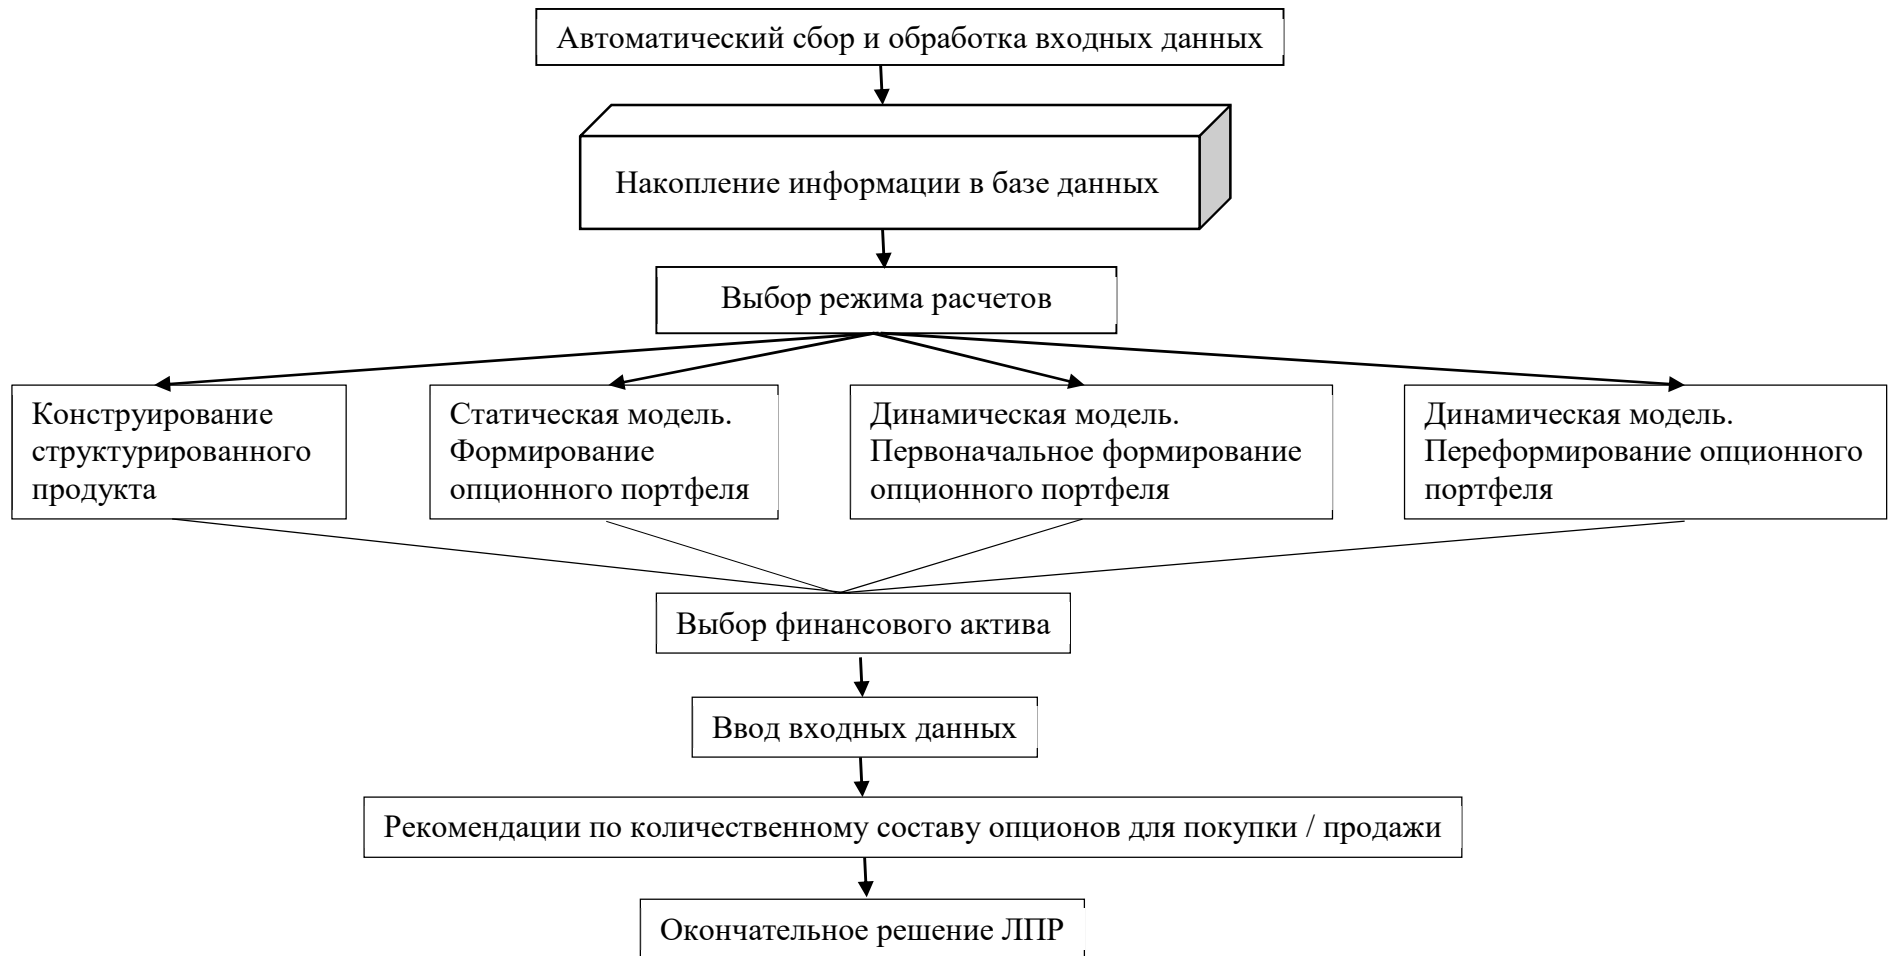 Автоматический сбор и обработка входных данных
Накопление информации в базе данных
Выбор режима расчетов
Конструирование
структурированного
продукта
Статическая модель.
Формирование
опционного портфеля
Динамическая модель.
Первоначальное формирование
опционного портфеля
Динамическая модель.
Переформирование опционного
портфеля
Выбор финансового актива
Ввод входных данных
Рекомендации по количественному составу опционов для покупки / продажи
Окончательное решение ЛПР